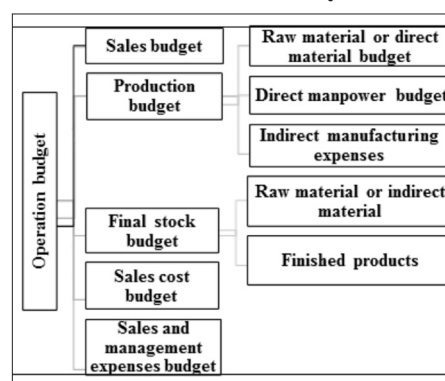 Operation budget
Sales budget
Production
budget
Raw material or direct
material budget
Direct manpower budget
Indirect manufacturing
expenses
Final stock
budget
Raw material or indirect
material
Finished products
Sales cost
budget
Sales and
management
expenses budget